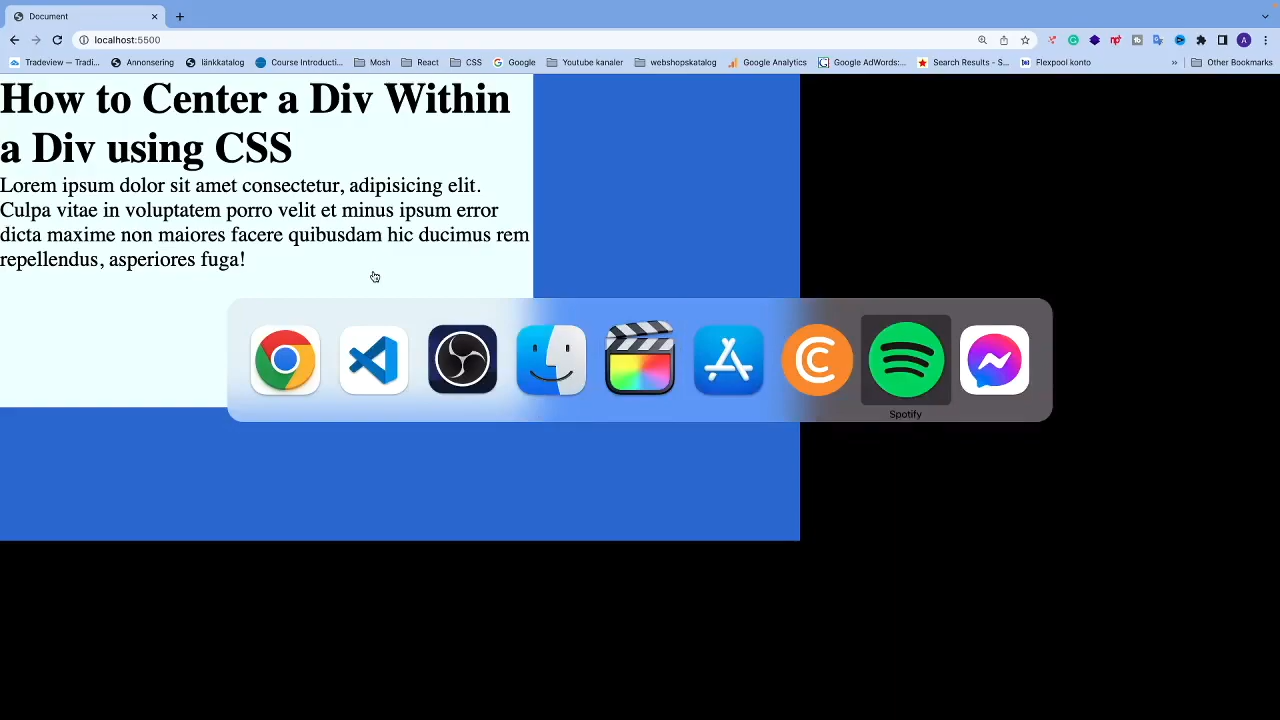 Document
localhost:5500
Tradeview – Tradi...
Annonsering
länkkatalog
Course Introducti...
Mosh
React
CSS
Google
Youtube kanaler
webshopskatalog
Google Analytics
Google AdWords:...
Search Results - S...
Flexpool konto
»
Other Bookmarks
How to Center a Div Within
a Div using CSS
Lorem ipsum dolor sit amet consectetur, adipisicing elit.
Culpa vitae in voluptatem porro velit et minus ipsum error
dicta maxime non maiores facere quibusdam hic ducimus rem
repellendus, asperiores fuga!
Spotify